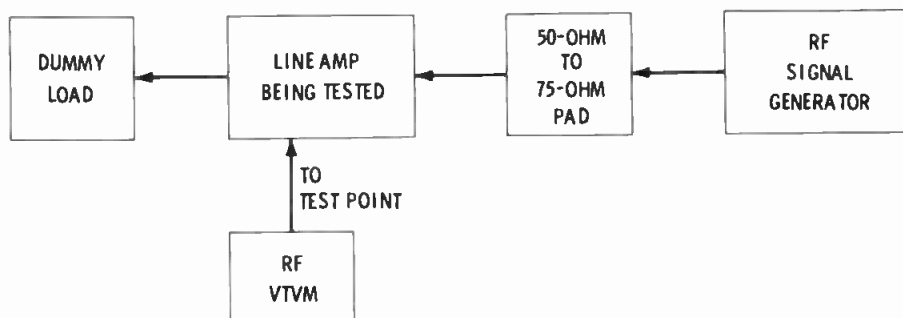 DUMMY
LOAD
LINE AMP
BEING TESTED
50-OHM
TO
75-OHM
PAD
RF
SIGNAL
GENERATOR
TO
TEST POINT
RF
VTVM